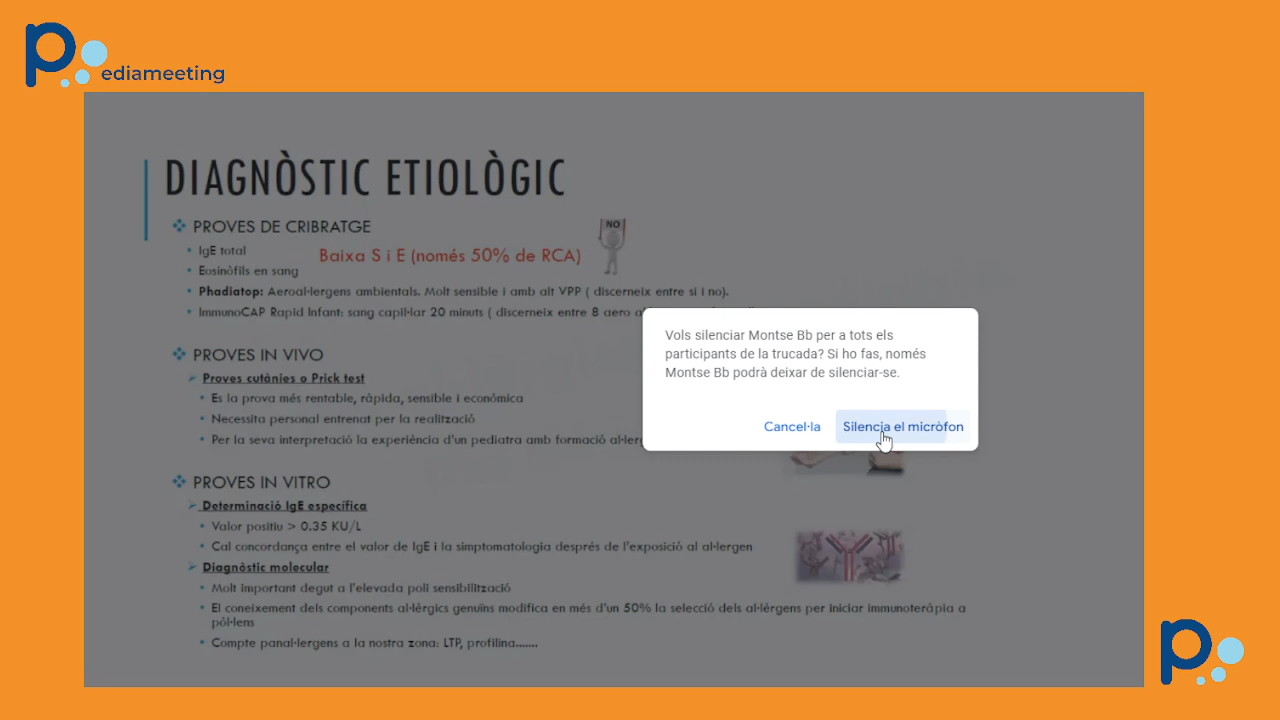 ediameeting
DIAGNÒSTIC ETIOLÒGIC
PROVES DE CRIBRATGE
IgE total
Baixa S i E (només 50% de RCA)
NO
Eosinòfils en sang
Phadiatop: Aeroal·lergens ambientals. Molt sensible i amb alt VPP ( discerneix entre si i no).
ImmunoCAP Rapid Infant: sang capil·lar 20 minuts ( discerneix entre 8 aero
Vols silenciar Montse Bb per a tots els
participants de la trucada? Si ho fas, només
Montse Bb podrà deixar de silenciar-se.
Cancel·la Silencia el micròfon
PROVES IN VIVO
Proves cutànies o Prick test
Es la prova més rentable, ràpida, sensible i econòmica
Necessita personal entrenat per la realització
Per la seva interpretació la experiència d'un pediatra amb formació
PROVES IN VITRO
Determinació IgE específica
Valor positiu > 0.35 KU/L
Cal concordança entre el valor de IgE i la simptomatologia després de l'exposició al al·lergen
Diagnòstic molecular
Molt important degut a l'elevada poli sensibilització
El coneixement dels components al·lèrgics genuïns modifica en més d'un 50% la selecció dels al·lèrgens per iniciar immunoteràpia a
pól·lens
Compte panal·lergens a la nostra zona: LTP, profilina.......